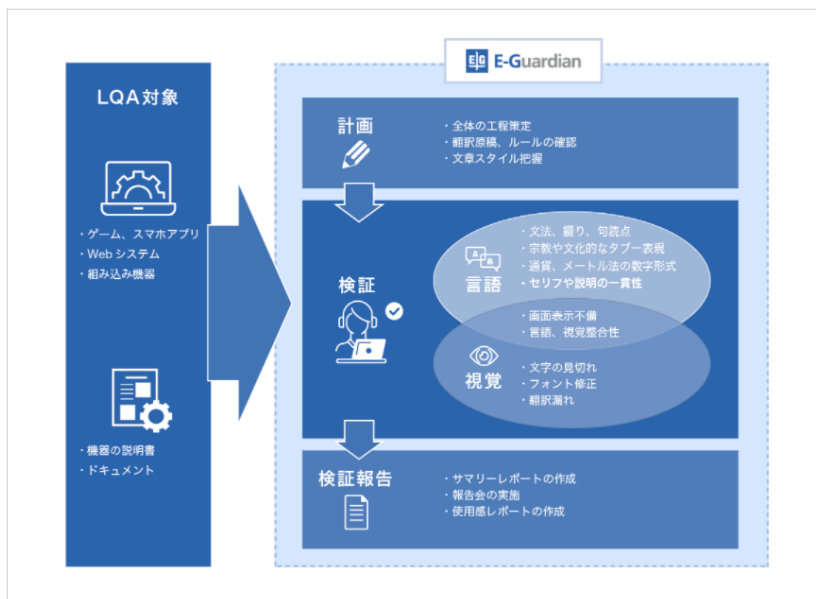 E|G E-Guardian
LQA対象
・ゲーム、スマホアプリ
・Webシステム
・組み込み機器
・機器の説明書
・ドキュメント
計画
・全体の工程策定
・翻訳原稿、ルールの確認
・文章スタイル把握
検証
A B
言語
・文法、綴り、句読点
・宗教や文化的なタブー表現
・通貨、メートル法の数字形式
・セリフや説明の一貫性
・画面表示不備
・言語、視覚整合性
視覚
・文字の見切れ
・フォント修正
・翻訳漏れ
検証報告
・サマリーレポートの作成
・報告会の実施
・使用感レポートの作成